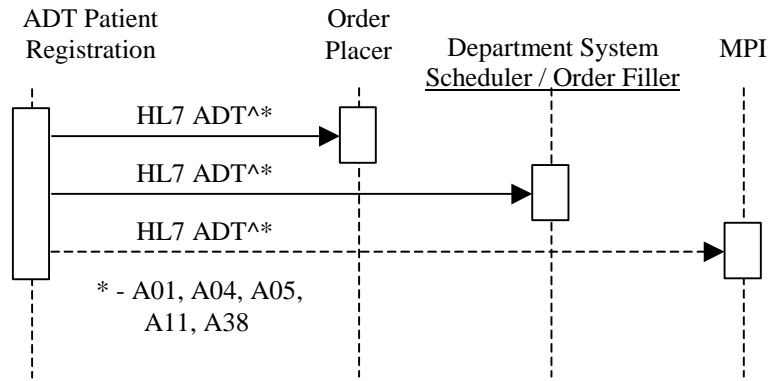 ADT Patient
Registration
Order
Placer
Department System
Scheduler / Order Filler
MPI
HL7 ADT^*
HL7 ADT^*
HL7 ADT^*
* - A01, A04, A05,
A11, A38